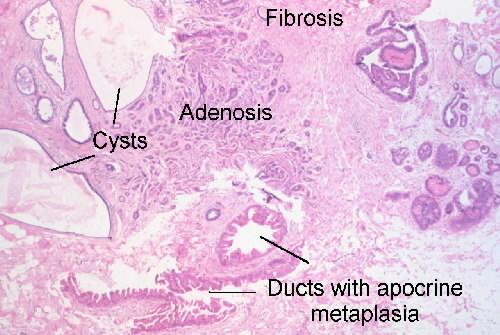 Fibrosis
Adenosis
Cysts
Ducts with apocrine
metaplasia